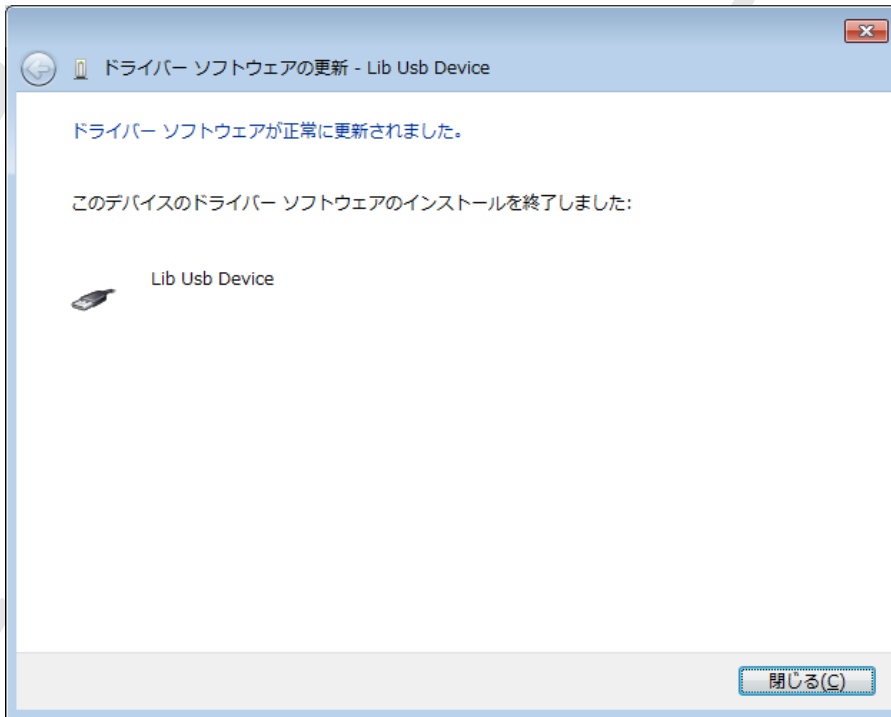 ドライバー ソフトウェアの更新 - Lib Usb Device
ドライバー ソフトウェアが正常に更新されました。
このデバイスのドライバー ソフトウェアのインストールを終了しました:
Lib Usb Device
閉じる(C)